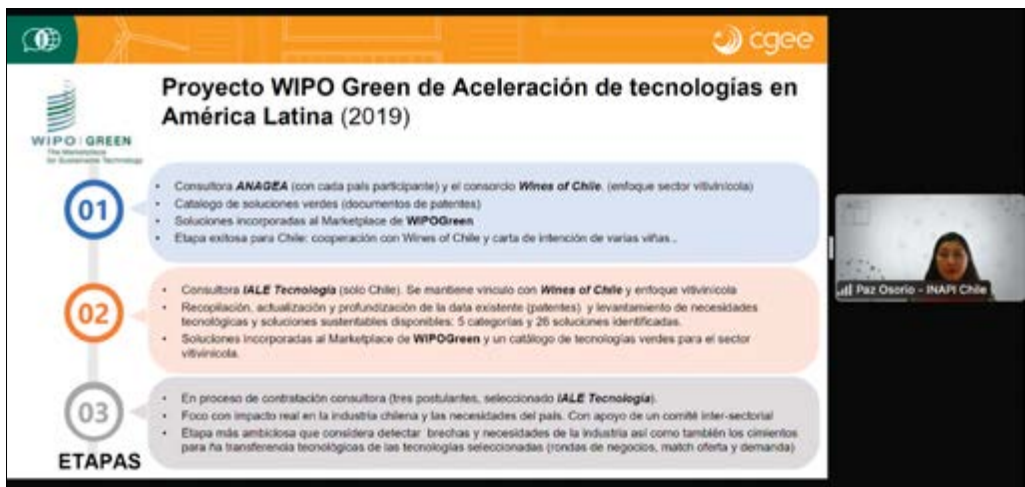 cgee
Proyecto WIPO Green de Aceleración de tecnologías en
América Latina (2019)
WIPO | GREEN
The Marketplace
for Sustainable Technology
01
• Consultora ANAGEA (con cada país participante) y el consorcio Wines of Chile. (enfoque sector vitivinícola)
• Catalogo de soluciones verdes (documentos de patentes)
• Soluciones incorporadas al Marketplace de WIPOGreen
• Etapa exitosa para Chile: cooperación con Wines of Chile y carta de intención de varias viñas..
02
• Consultora IALE Tecnología (solo Chile). Se mantiene vinculo con Wines of Chile y enfoque vitivinícola
• Recopilación, actualización y profundización de la data existente (patentes) y levantamiento de necesidades
tecnológicas y soluciones sustentables disponibles: 5 categorías y 26 soluciones identificadas.
• Soluciones incorporadas al Marketplace de WIPOGreen y un catálogo de tecnologías verdes para el sector
vitivinícola.
03
• En proceso de contratación consultora (tres postulantes, seleccionado IALE Tecnología).
• Foco con impacto real en la industria chilena y las necesidades del país. Con apoyo de un comité inter-sectorial
• Etapa más ambiciosa que considera detectar brechas y necesidades de la industria así como también los cimientos
para ña transferencia tecnológicas de las tecnologías seleccionadas (rondas de negocios, match oferta y demanda)
ETAPAS
Paz Osorio - INAPI Chile